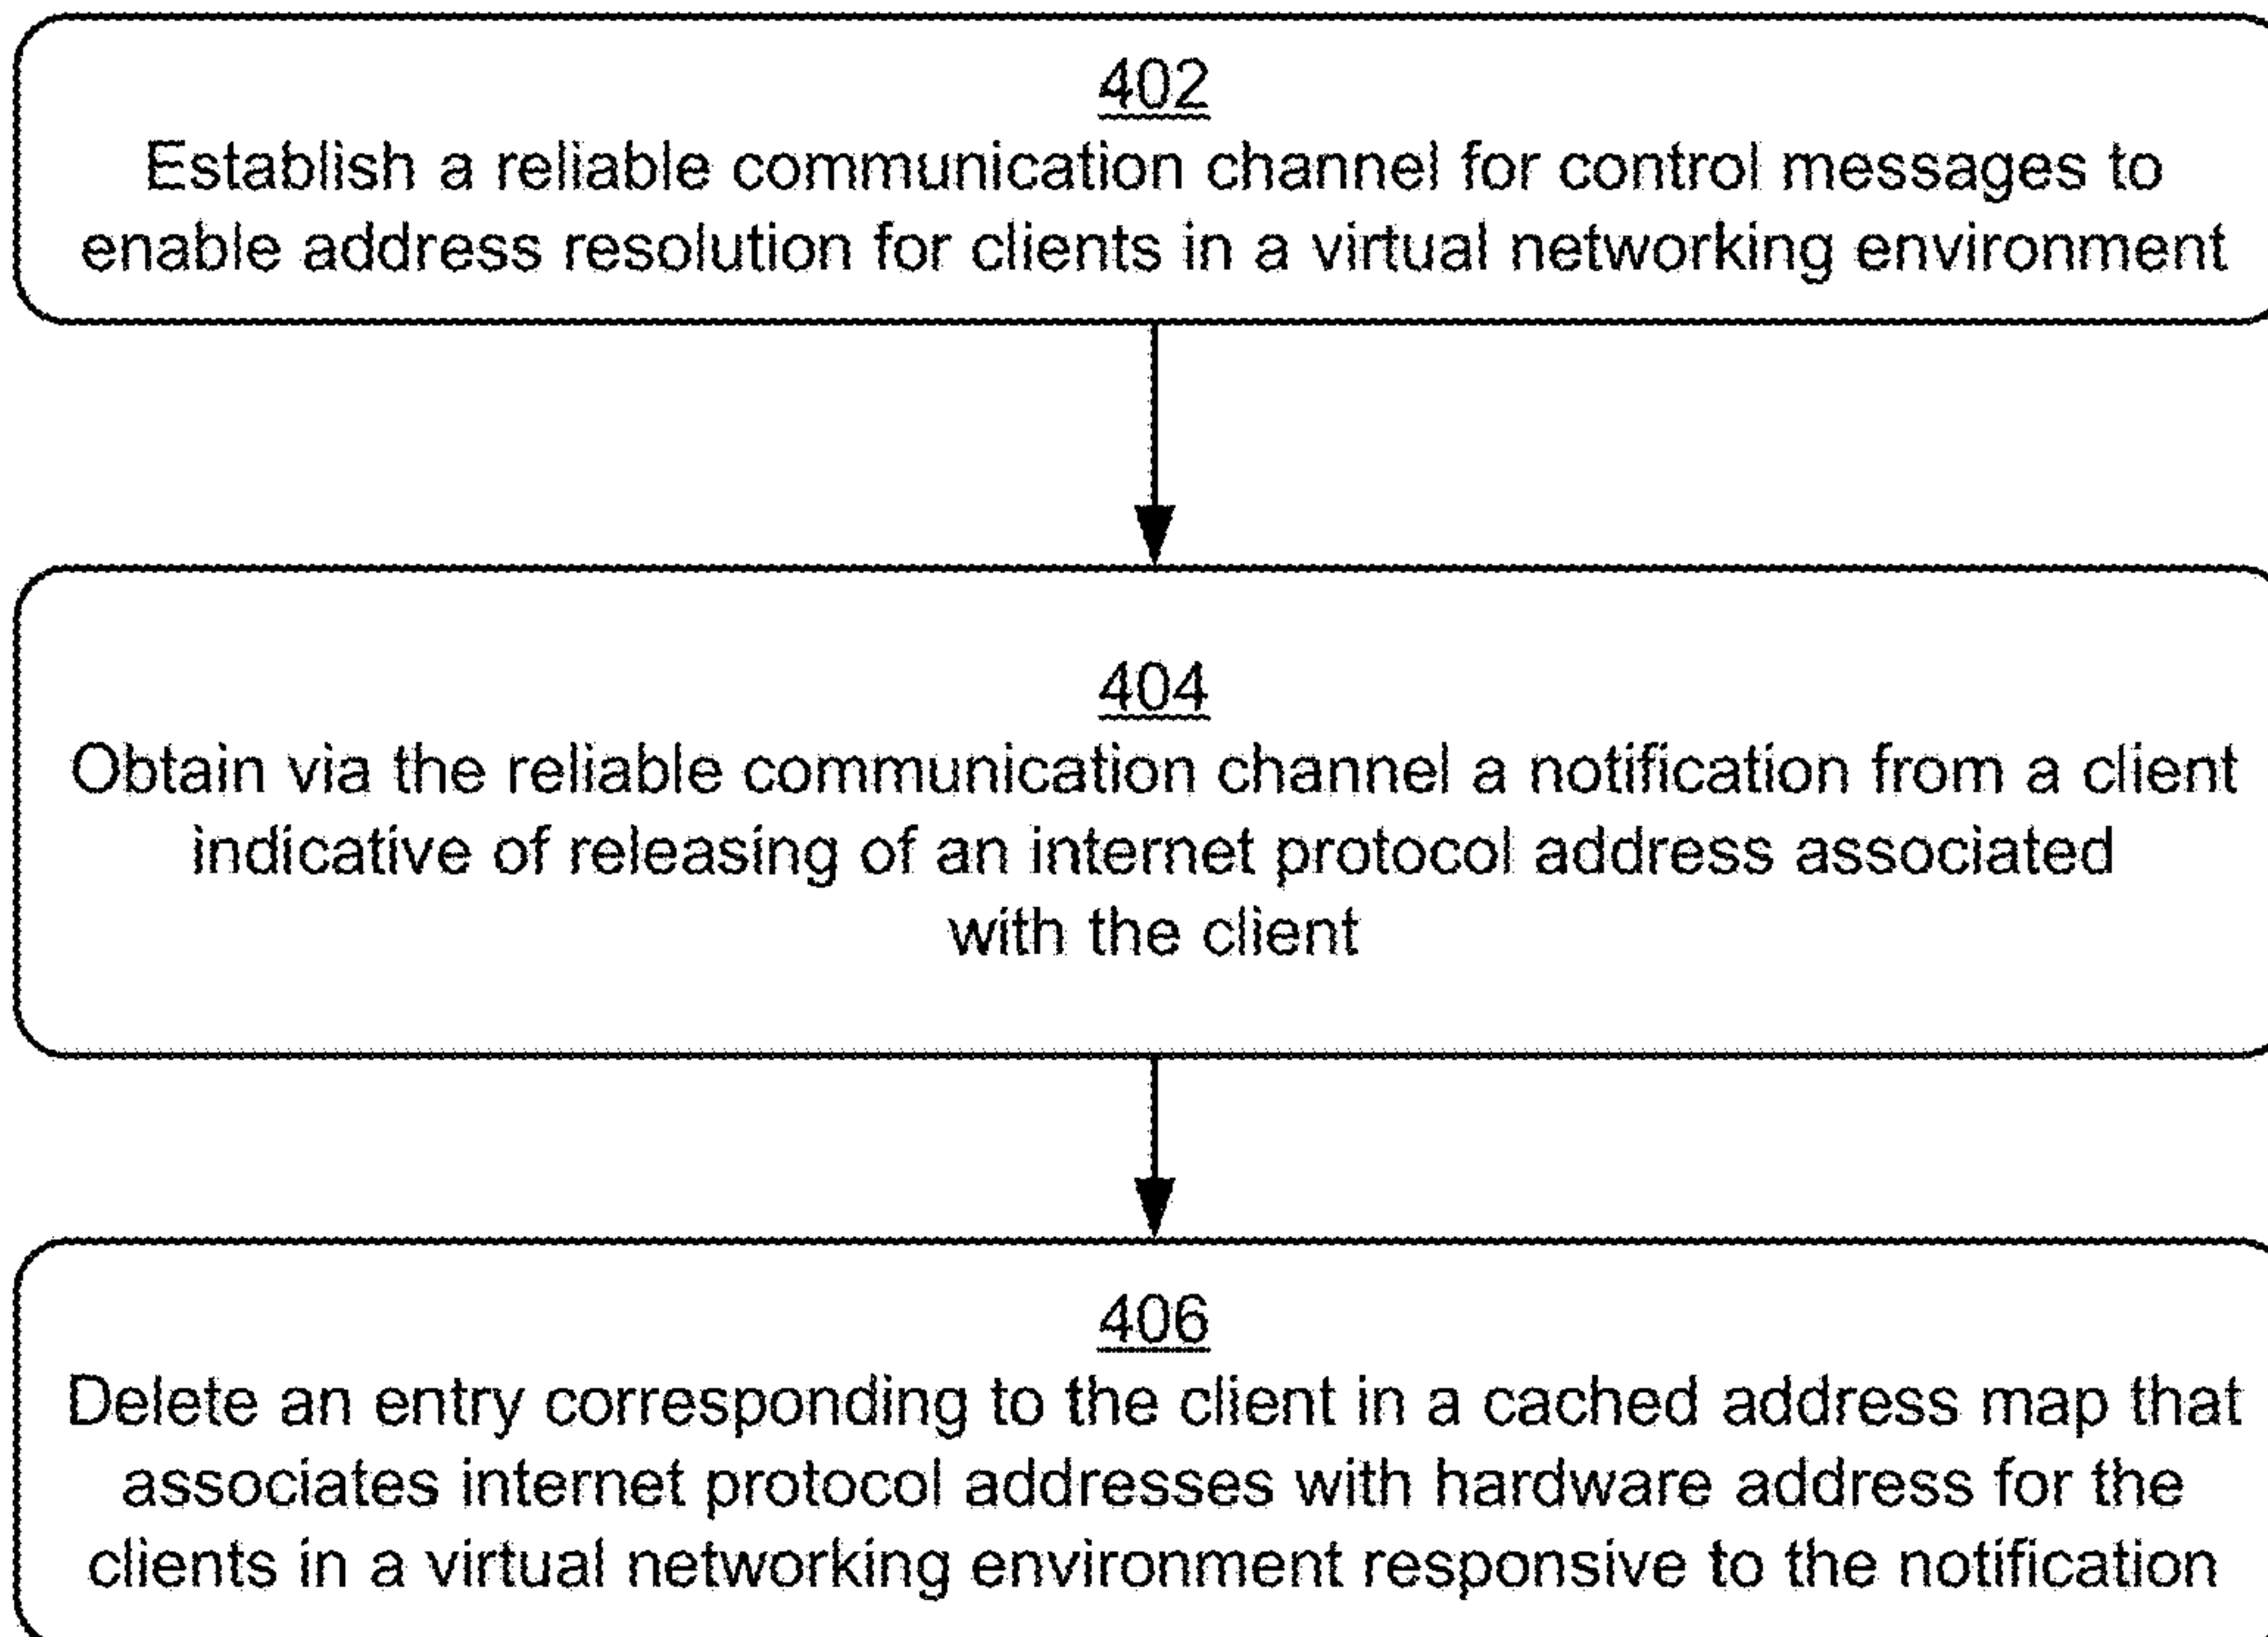 402
Establish a reliable communication channel for control messages to
enable address resolution for clients in a virtual networking environment
404
Obtain via the reliable communication channel a notification from a client
indicative of releasing of an internet protocol address associated
with the client
406
Delete an entry corresponding to the client in a cached address map that
associates internet protocol addresses with hardware address for the
clients in a virtual networking environment responsive to the notification